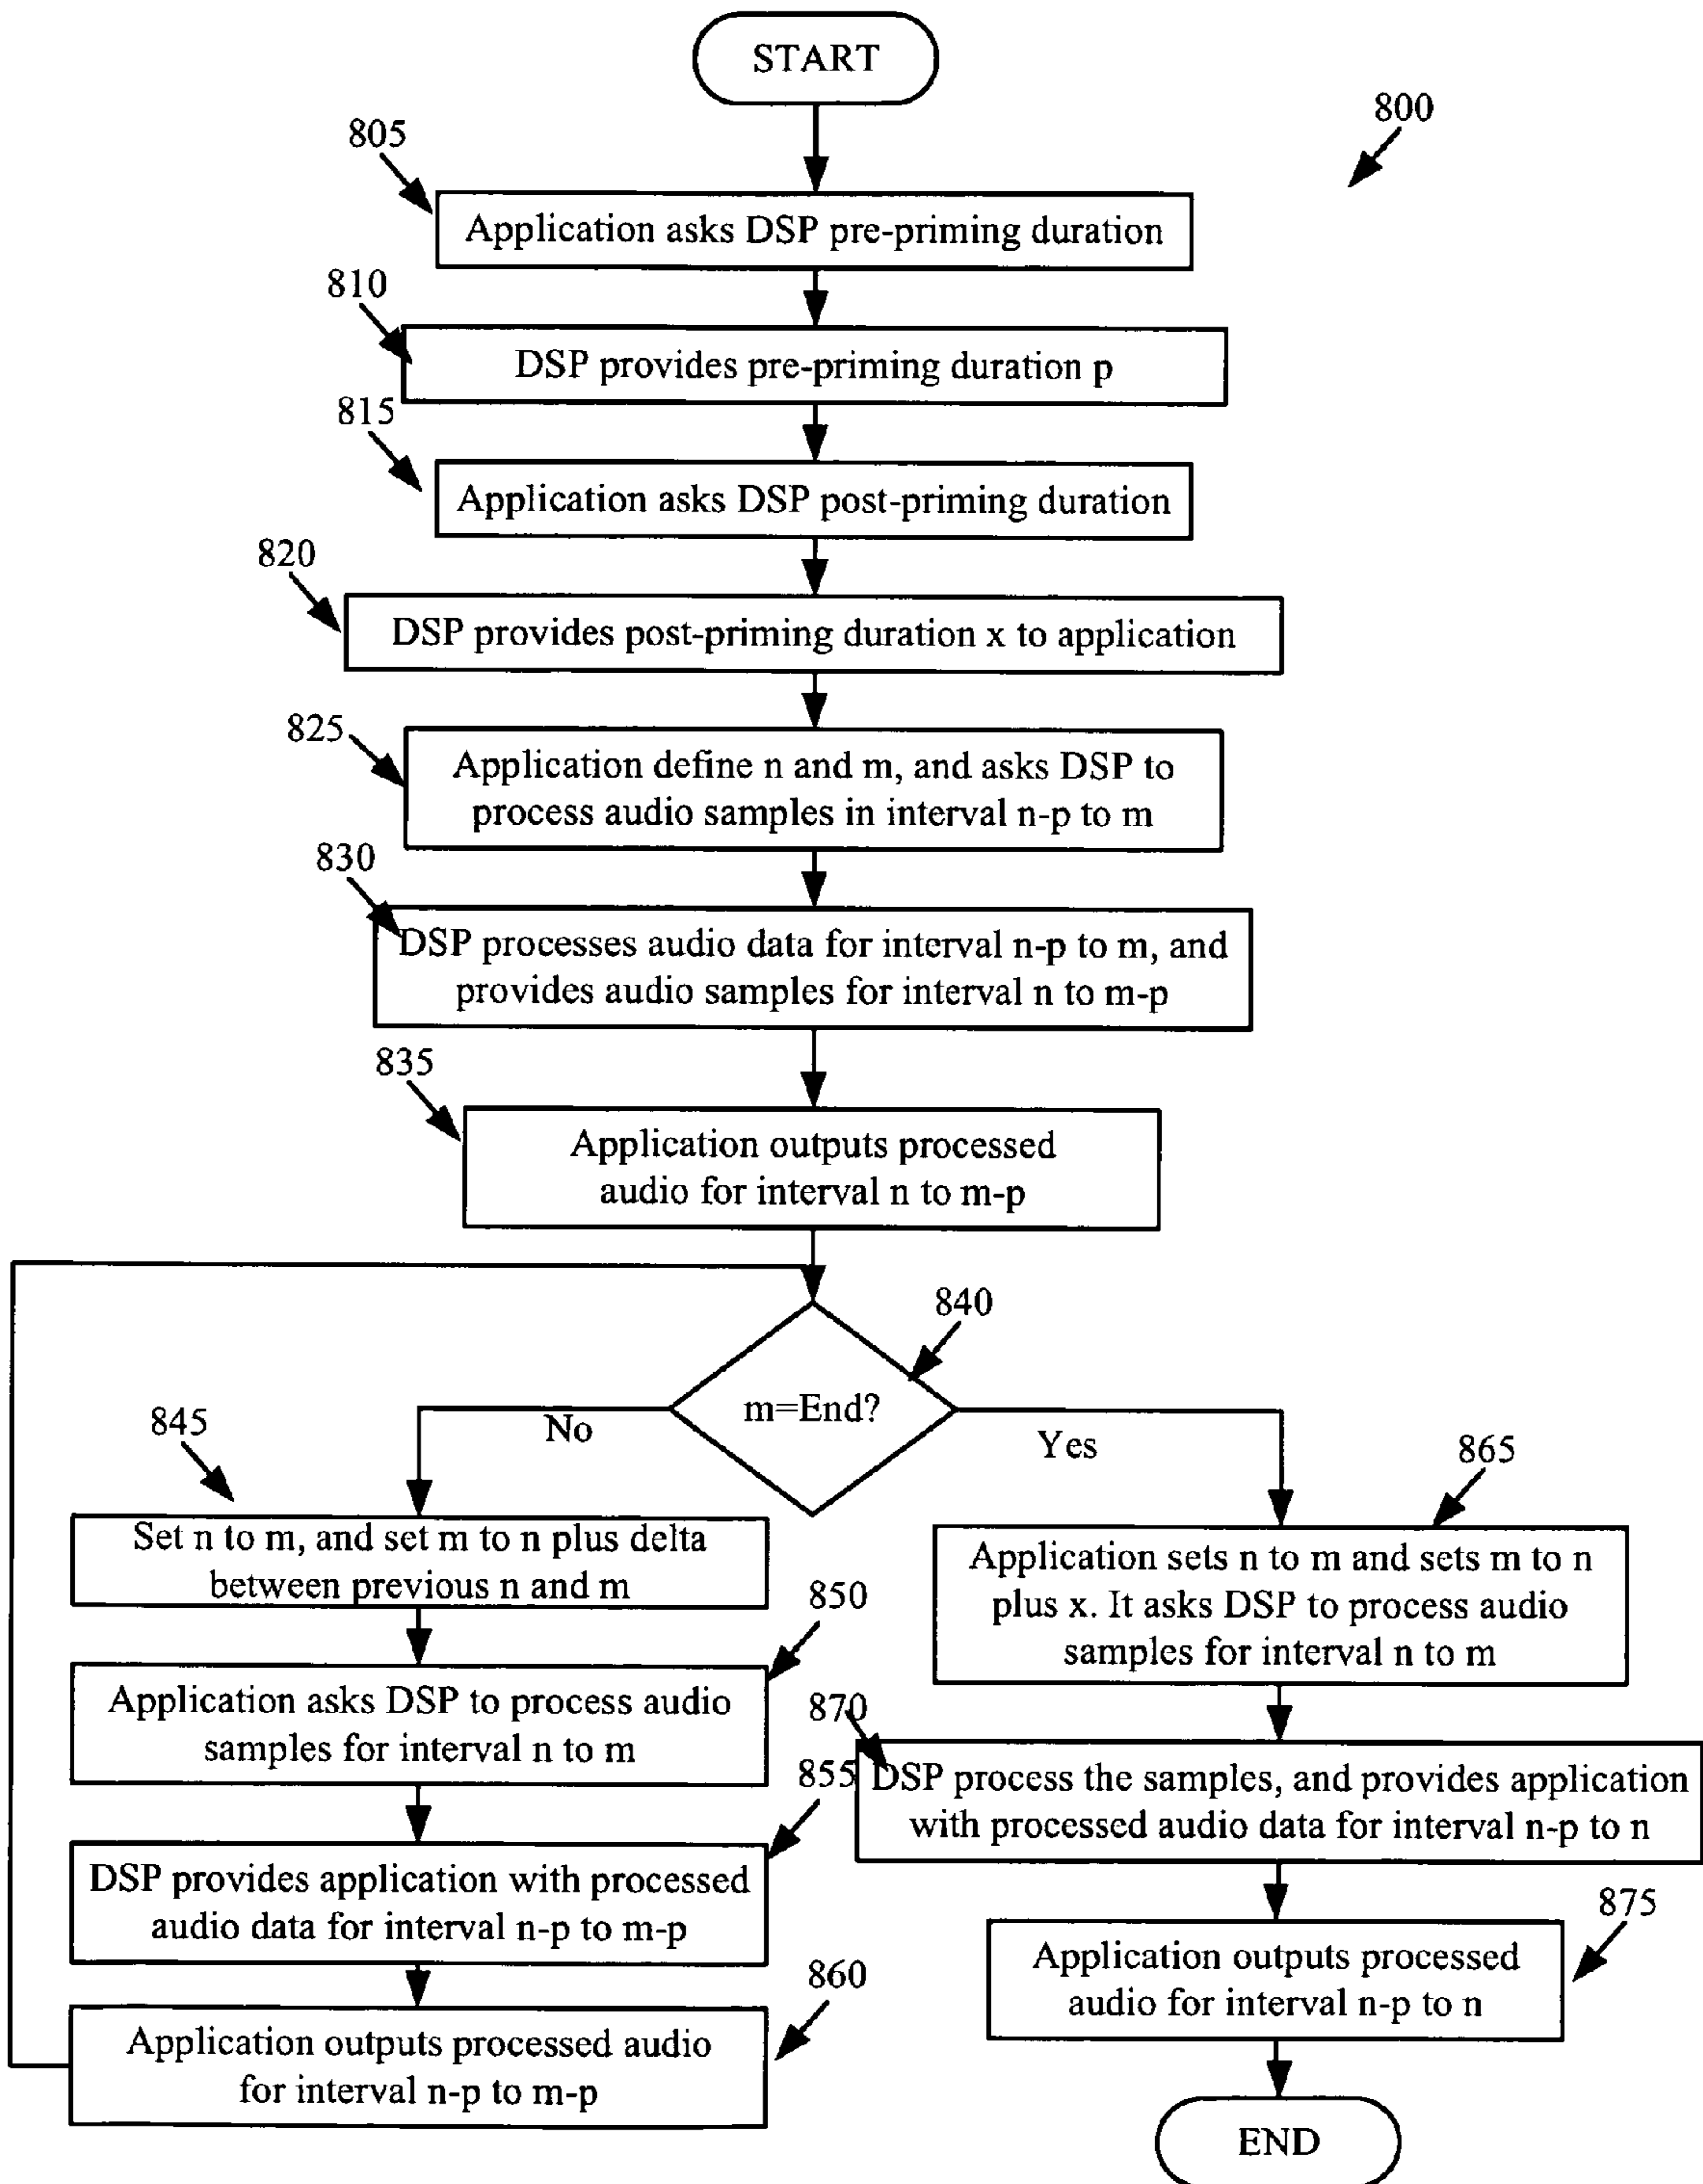 START
800
805
Application asks DSP pre-priming duration
810
DSP provides pre-priming duration p
815
Application asks DSP post-priming duration
820
DSP provides post-priming duration x to application
825
Application define n and m, and asks DSP to
process audio samples in interval n-p to m
830
DSP processes audio data for interval n-p to m, and
provides audio samples for interval n to m-p
835
Application outputs processed
audio for interval n to m-p
840
m=End?
No
Yes
845
Set n to m, and set m to n plus delta
between previous n and m
850
Application asks DSP to process audio
samples for interval n to m
855
DSP provides application with processed
audio data for interval n-p to m-p
860
Application outputs processed audio
for interval n-p to m-p
865
Application sets n to m and sets m to n
plus x. It asks DSP to process audio
samples for interval n to m
870
DSP process the samples, and provides application
with processed audio data for interval n-p to n
875
Application outputs processed
audio for interval n-p to n
END